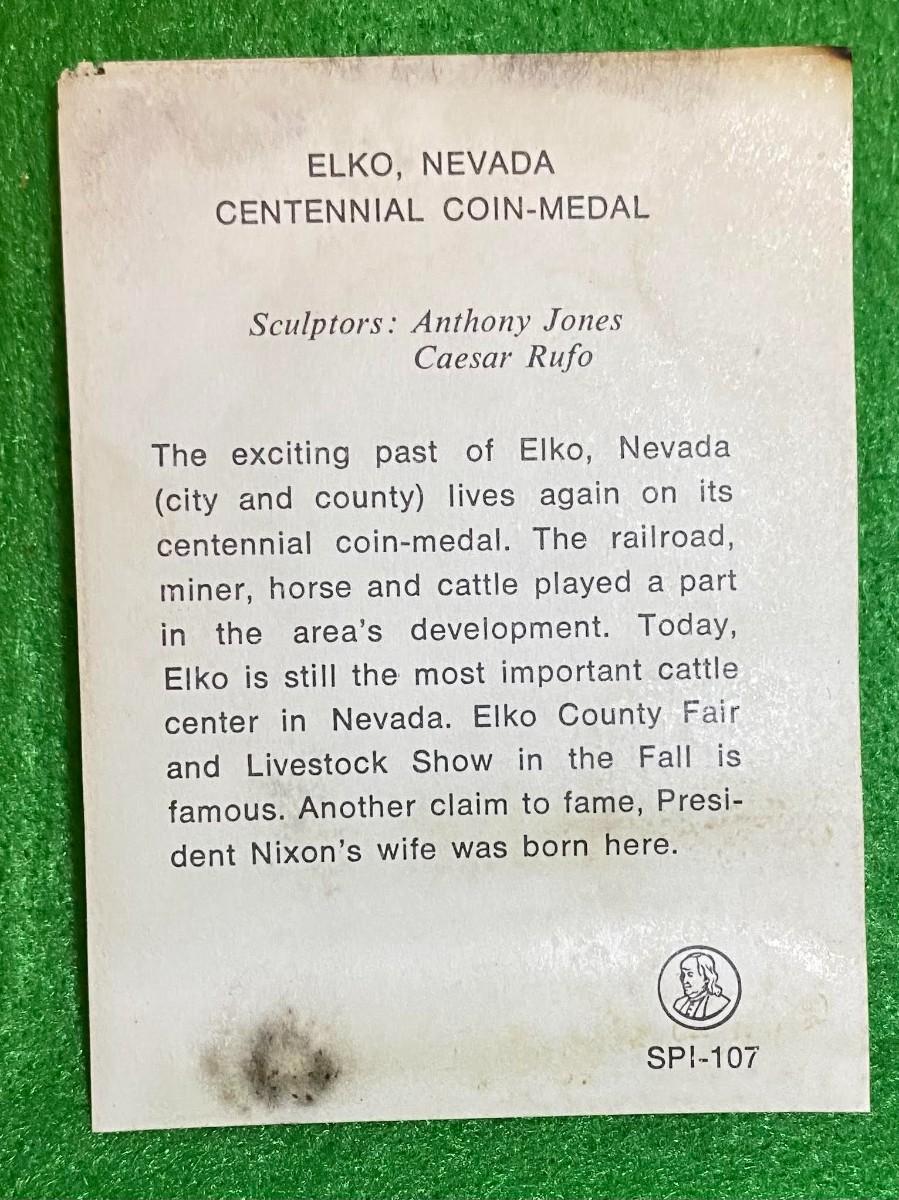 ELKO, NEVADA
CENTENNIAL COIN-MEDAL
Sculptors: Anthony Jones
Caesar Rufo
The exciting past of Elko, Nevada
(city and county) lives again on its
centennial coin-medal. The railroad,
miner, horse and cattle played a part
in the area's development. Today,
Elko is still the most important cattle
center in Nevada. Elko County Fair
and Livestock Show in the Fall is
famous. Another claim to fame, Presi-
dent Nixon's wife was born here.
SPI-107